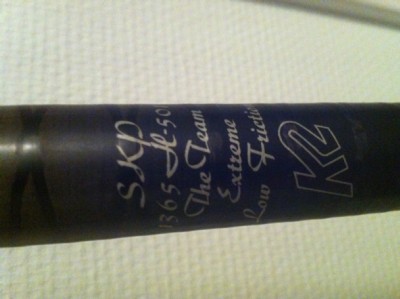 SKP
1365 H-50
The Team
Extreme
Low Friction
K2